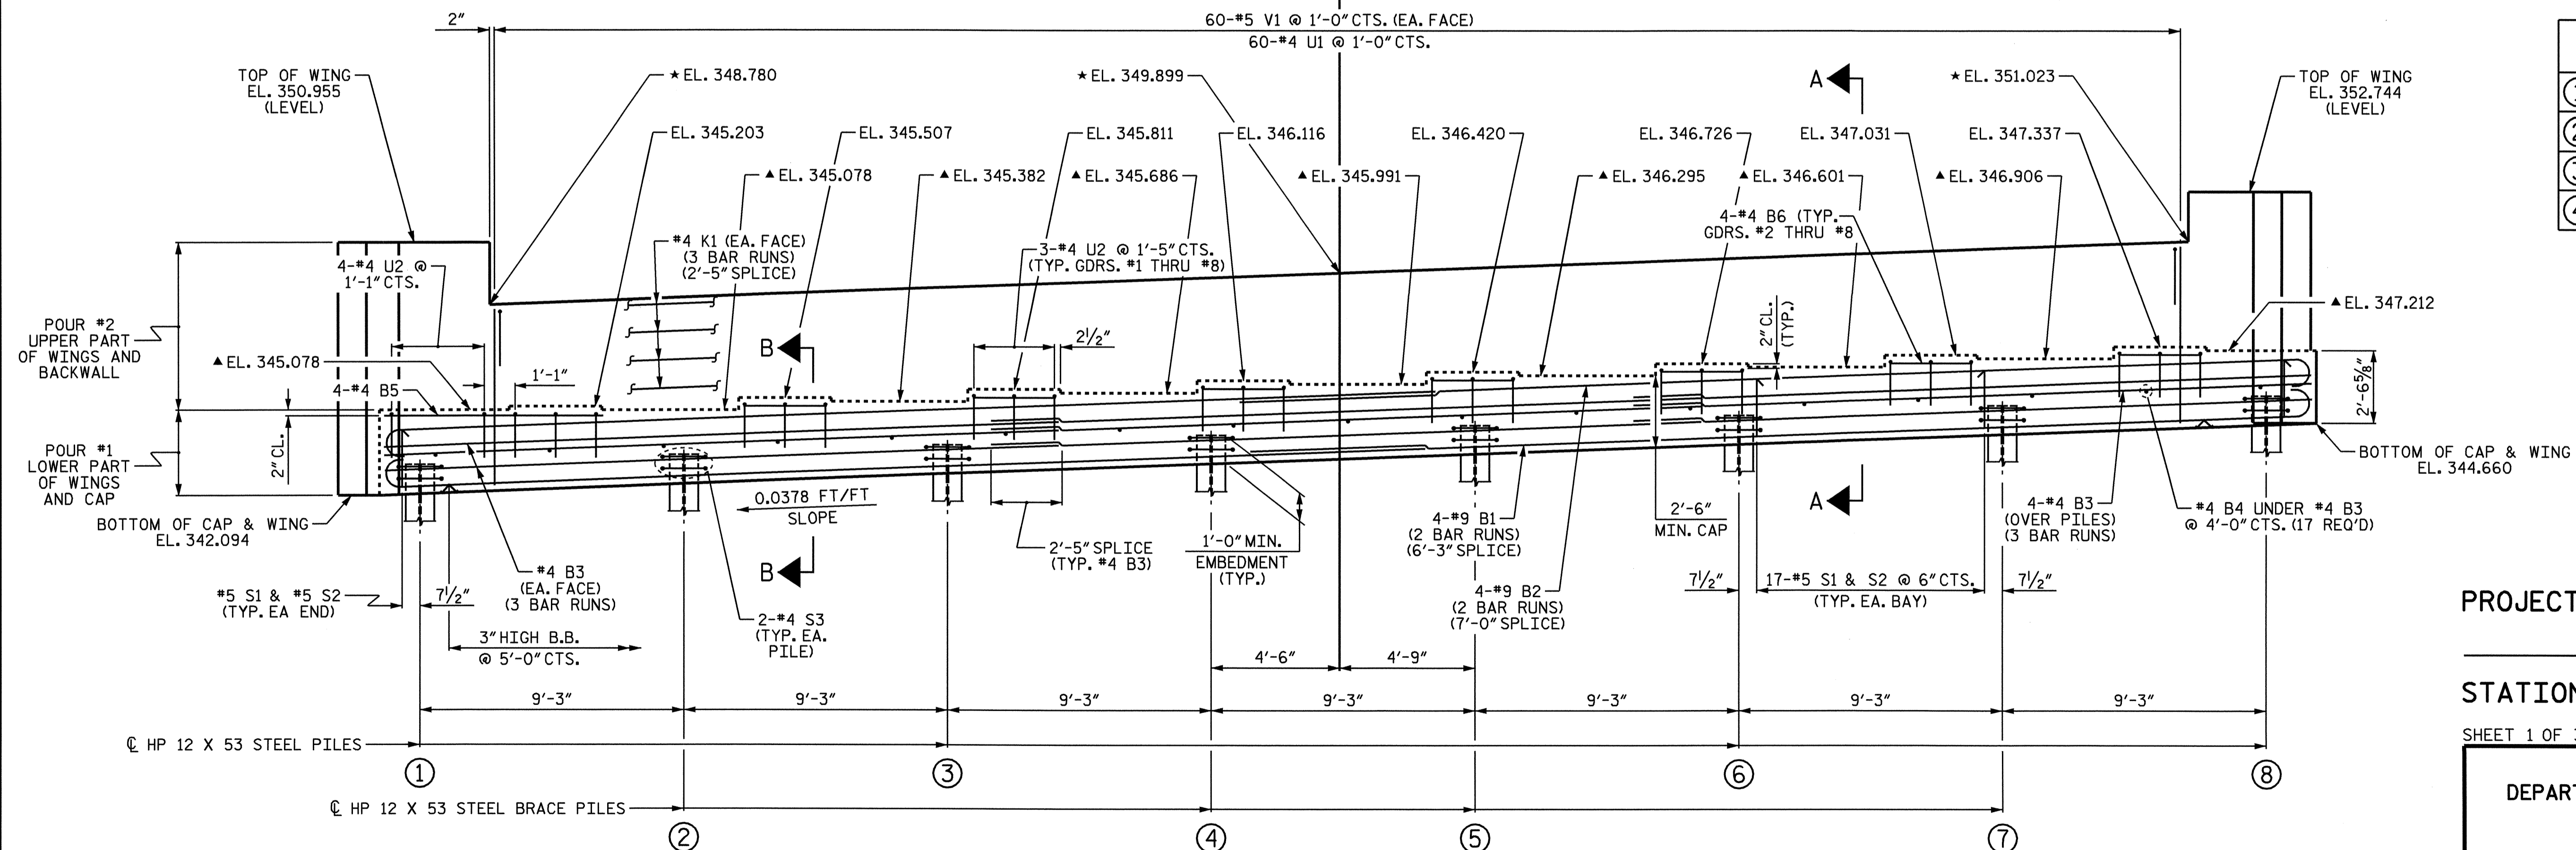 2″
60-#5 V1 @ 1′-0″ CTS. (EA. FACE)
60-#4 U1 @ 1′-0″ CTS.
TOP OF WING
EL. 350.955
(LEVEL)
★ EL. 348.780
★ EL. 349.899
A
★ EL. 351.023
TOP OF WING
EL. 352.744
(LEVEL)
EL. 345.203
EL. 345.507
EL. 345.811
EL. 346.116
EL. 346.420
EL. 346.726
EL. 347.031
EL. 347.337
▲ EL. 345.078
▲ EL. 345.382
▲ EL. 345.686
▲ EL. 345.991
▲ EL. 346.295
▲ EL. 346.601
▲ EL. 346.906
4-#4 B6 (TYP.
GDRS. #2 THRU #8
#4 K1 (EA. FACE)
(3 BAR RUNS)
(2′-5″ SPLICE)
3-#4 U2 @ 1′-5″ CTS.
(TYP. GDRS. #1 THRU #8)
4-#4 U2 @
1′-1″ CTS.
▲ EL. 347.212
POUR #2
UPPER PART
OF WINGS AND
BACKWALL
▲ EL. 345.078
4-#4 B5
1′-1″
B
2½″
2″ CL.
(TYP.)
2′-6⅝″
POUR #1
LOWER PART
OF WINGS
AND CAP
2″ CL.
BOTTOM OF CAP & WING
EL. 342.094
BOTTOM OF CAP & WING
EL. 344.660
0.0378 FT/FT
SLOPE
B
2′-5″ SPLICE
(TYP. #4 B3)
1′-0″ MIN.
EMBEDMENT
(TYP.)
4-#9 B1
(2 BAR RUNS)
(6′-3″ SPLICE)
4-#9 B2
(2 BAR RUNS)
(7′-0″ SPLICE)
2′-6″
MIN. CAP
A
4-#4 B3
(OVER PILES)
(3 BAR RUNS)
#4 B4 UNDER #4 B3
@ 4′-0″ CTS. (17 REQ'D)
#5 S1 & #5 S2
(TYP. EA END)
7½″
#4 B3
(EA. FACE)
(3 BAR RUNS)
2-#4 S3
(TYP. EA.
PILE)
7½″
17-#5 S1 & S2 @ 6″ CTS.
(TYP. EA. BAY)
7½″
3″ HIGH B.B.
@ 5′-0″ CTS.
4′-6″
4′-9″
9′-3″
9′-3″
9′-3″
9′-3″
9′-3″
9′-3″
9′-3″
℄ HP 12 X 53 STEEL PILES
1
3
6
8
℄ HP 12 X 53 STEEL BRACE PILES
2
4
5
7
PROJECT
STATION
SHEET 1 OF
DEPART